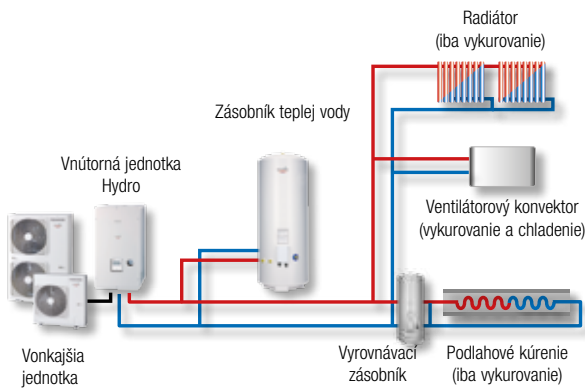 Radiátor
(iba vykurovanie)
Zásobník teplej vody
Vnútorná jednotka
Hydro
Ventilátorový konvektor
(vykurovanie a chladenie)
Vonkajšia
jednotka
Vyrovnávací
zásobník
Podlahové kúrenie
(iba vykurovanie)